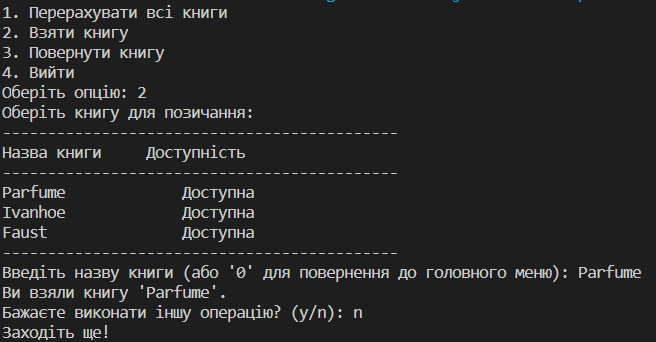 1. Перерахувати всі книги
2. Взяти книгу
3. Повернути книгу
4. Вийти
Оберіть опцію: 2
Оберіть книгу для позичання:
--------------------------------------------
Назва книги     Доступність
--------------------------------------------
Parfume             Доступна
Ivanhoe             Доступна
Faust               Доступна
--------------------------------------------
Введіть назву книги (або '0' для повернення до головного меню): Parfume
Ви взяли книгу 'Parfume'.
Бажаєте виконати іншу операцію? (y/n): n
Заходіть ще!